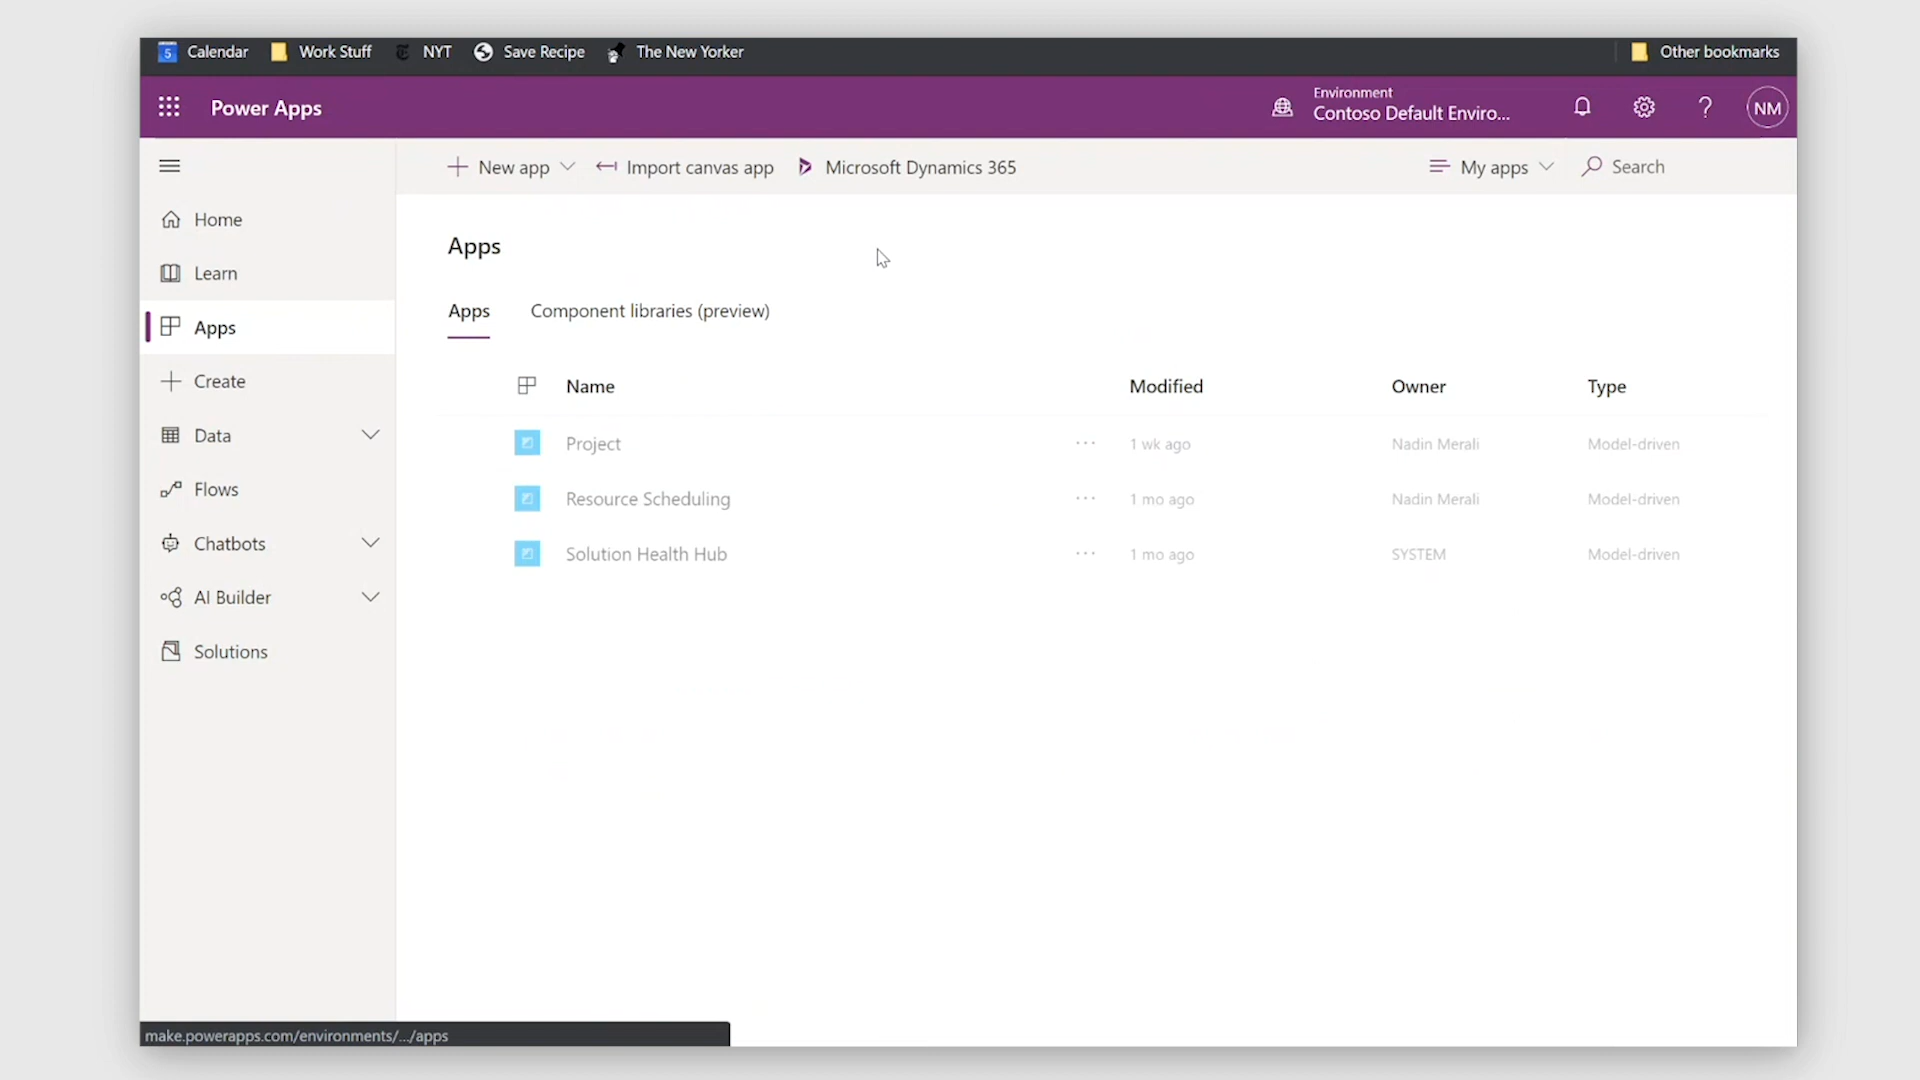 5 Calendar Work Stuff NYT Save Recipe The New Yorker Other bookmarks
Power Apps
Environment
Contoso Default Enviro...
NM
New app Import canvas app Microsoft Dynamics 365 My apps Search
Home
Learn
Apps
Create
Data
Flows
Chatbots
AI Builder
Solutions
Apps
Apps Component libraries (preview)
Name Modified Owner Type
Project ... 1 wk ago Nadin Merali Model-driven
Resource Scheduling ... 1 mo ago Nadin Merali Model-driven
Solution Health Hub ... 1 mo ago SYSTEM Model-driven
make.powerapps.com/environments/.../apps